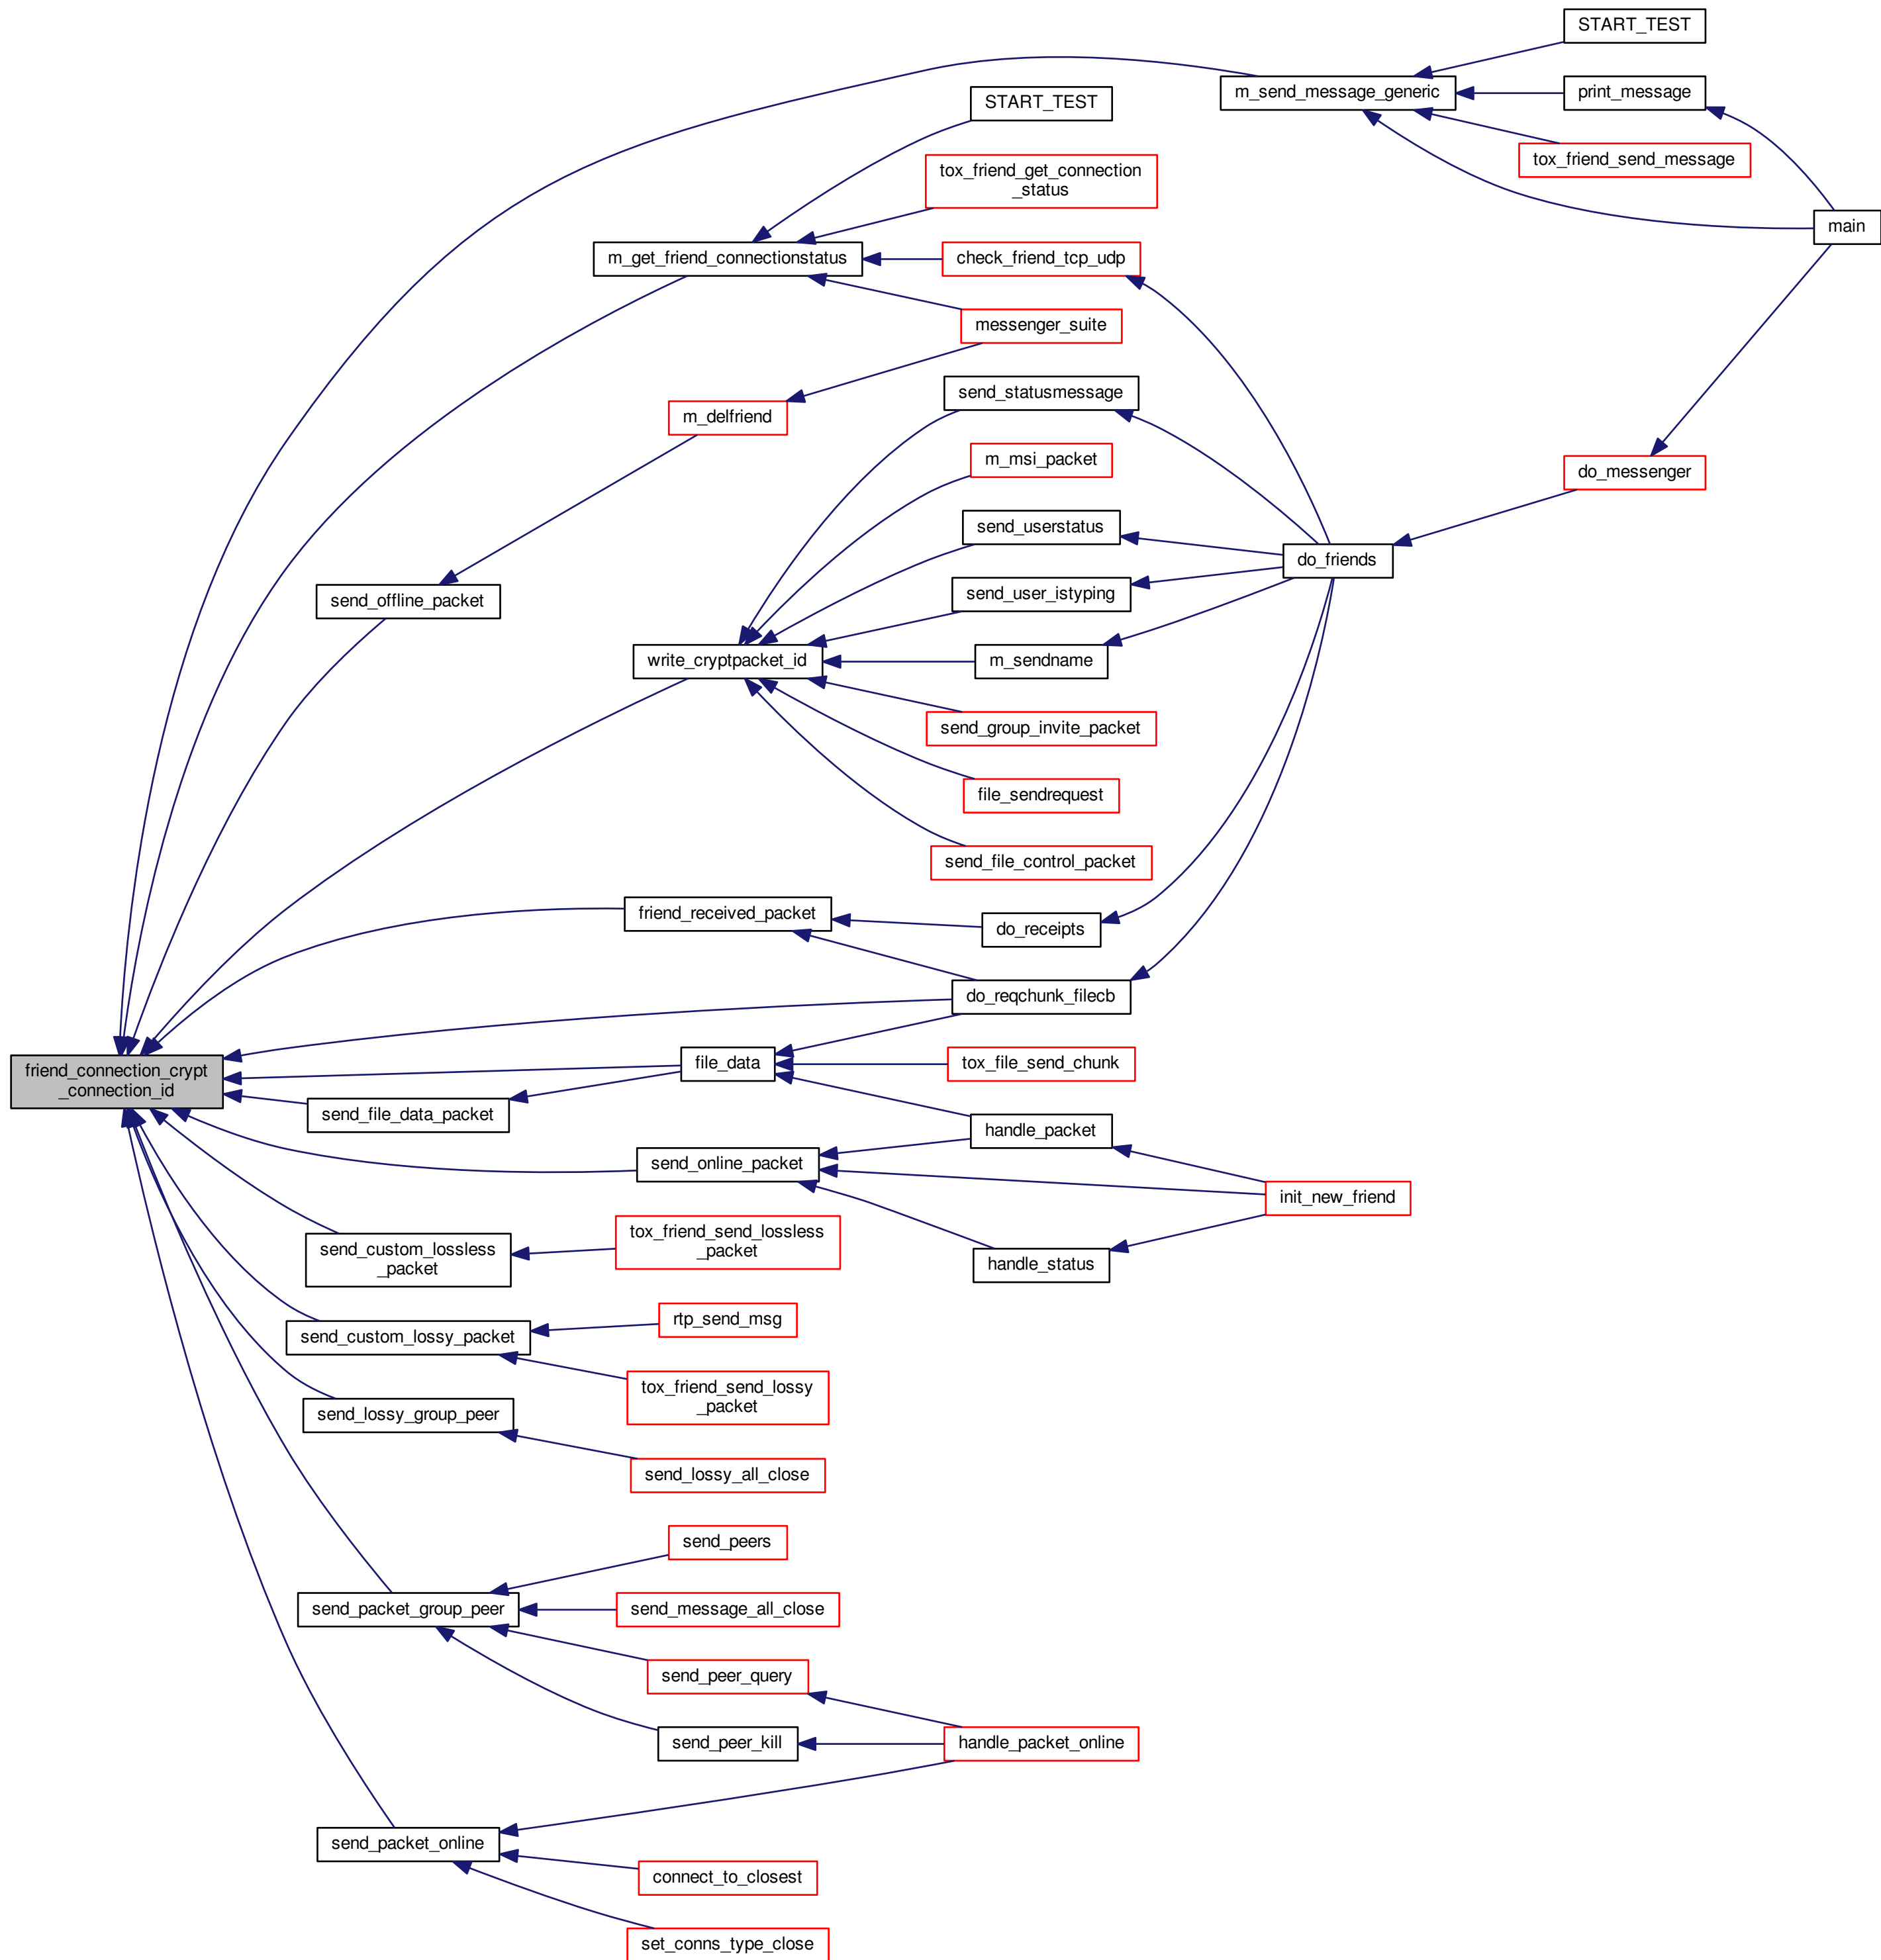 START_TEST
m_send_message_generic
print_message
START_TEST
tox_friend_send_message
tox_friend_get_connection
_status
main
m_get_friend_connectionstatus
check_friend_tcp_udp
messenger_suite
send_statusmessage
m_delfriend
m_msi_packet
do_messenger
send_userstatus
do_friends
send_offline_packet
send_user_istyping
write_cryptpacket_id
m_sendname
send_group_invite_packet
file_sendrequest
send_file_control_packet
friend_received_packet
do_receipts
do_reqchunk_filecb
friend_connection_crypt
_connection_id
file_data
tox_file_send_chunk
send_file_data_packet
handle_packet
send_online_packet
init_new_friend
send_custom_lossless
_packet
tox_friend_send_lossless
_packet
handle_status
rtp_send_msg
send_custom_lossy_packet
tox_friend_send_lossy
_packet
send_lossy_group_peer
send_lossy_all_close
send_peers
send_packet_group_peer
send_message_all_close
send_peer_query
send_peer_kill
handle_packet_online
send_packet_online
connect_to_closest
set_conns_type_close